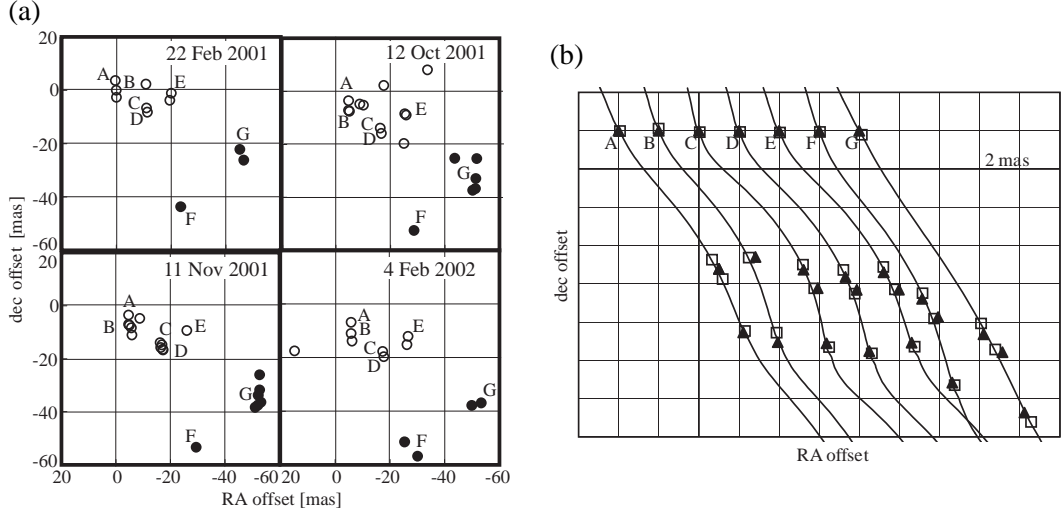 (a)
22 Feb 2001
A
B
E
C
D
G
F
12 Oct 2001
A
B
C
D
E
G
F
11 Nov 2001
A
B
C
D
E
G
F
4 Feb 2002
A
B
C
D
E
G
F
20
0
-20
-40
-60
20
0
-20
-40
-60
dec offset [mas]
20 0 -20 -40 -60 20 0 -20 -40 -60
RA offset [mas]
(b)
A B C D E F G
2 mas
dec offset
RA offset